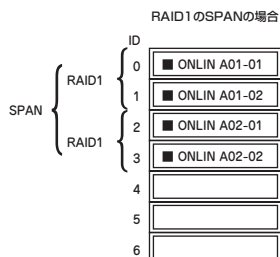 RAID1のSPANの場合
ID
SPAN
RAID1
RAID1
0 ■ ONLIN A01-01
1 ■ ONLIN A01-02
2 ■ ONLIN A02-01
3 ■ ONLIN A02-02
4
5
6